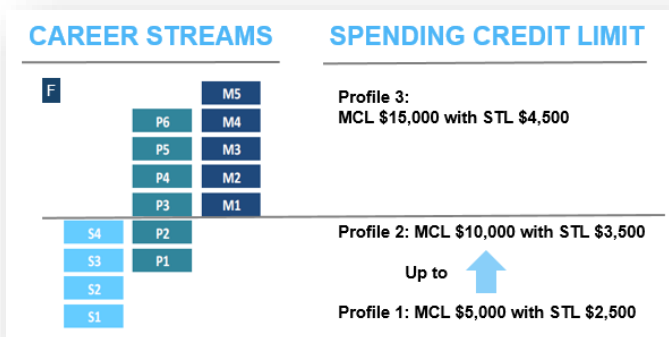 CAREER STREAMS
SPENDING CREDIT LIMIT
F
M5
P6 M4
P5 M3
P4 M2
P3 M1
S4 P2
S3 P1
S2
S1
Profile 3:
MCL $15,000 with STL $4,500
Profile 2: MCL $10,000 with STL $3,500
Up to
Profile 1: MCL $5,000 with STL $2,500